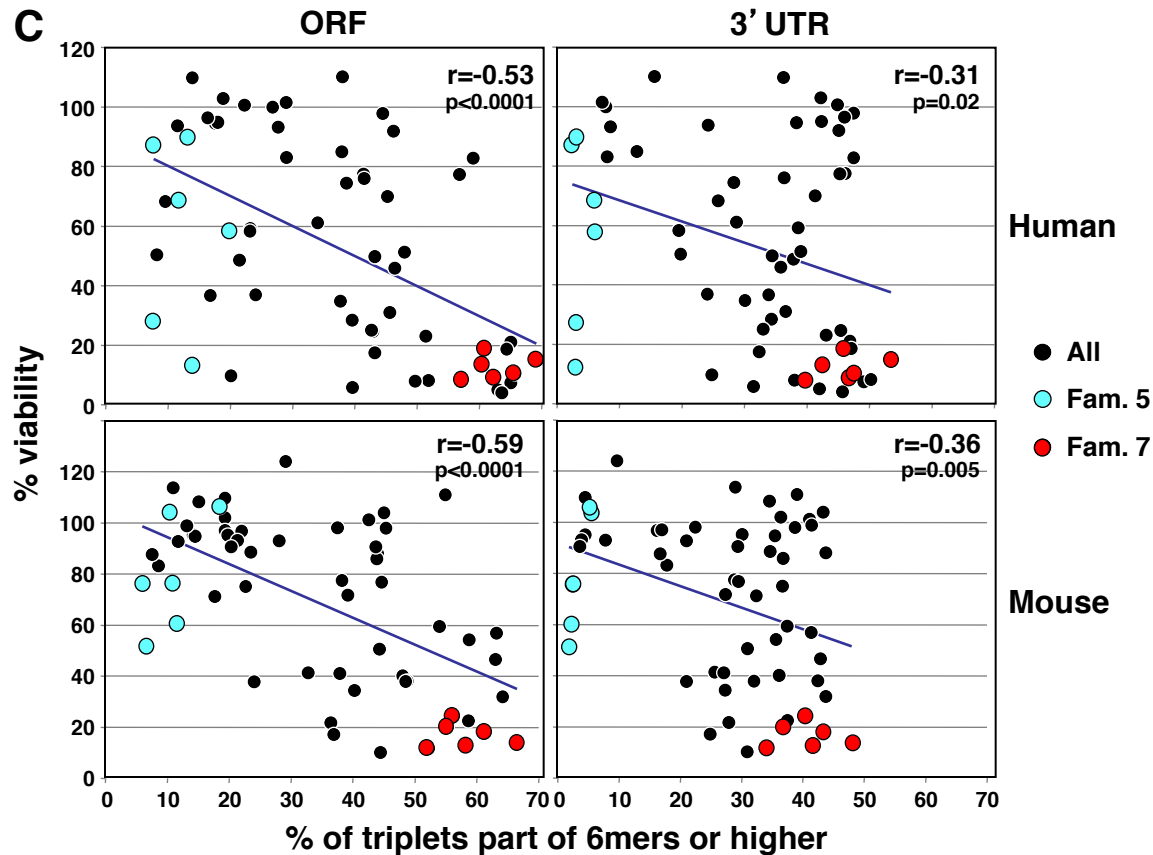 C
ORF
3’ UTR
120
100
80
60
40
20
0
r=-0.53
p<0.0001
r=-0.31
p=0.02
Human
% viability
All
Fam. 5
Fam. 7
120
100
80
60
40
20
0
r=-0.59
p<0.0001
r=-0.36
p=0.005
Mouse
0 10 20 30 40 50 60 70
0 10 20 30 40 50 60 70
% of triplets part of 6mers or higher